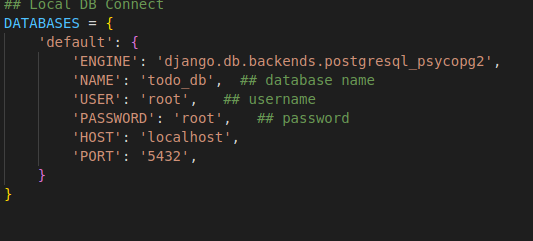 ## Local DB Connect
DATABASES = {
    'default': {
        'ENGINE': 'django.db.backends.postgresql_psycopg2',
        'NAME': 'todo_db',  ## database name
        'USER': 'root',   ## username
        'PASSWORD': 'root',   ## password
        'HOST': 'localhost',
        'PORT': '5432',
    }
}